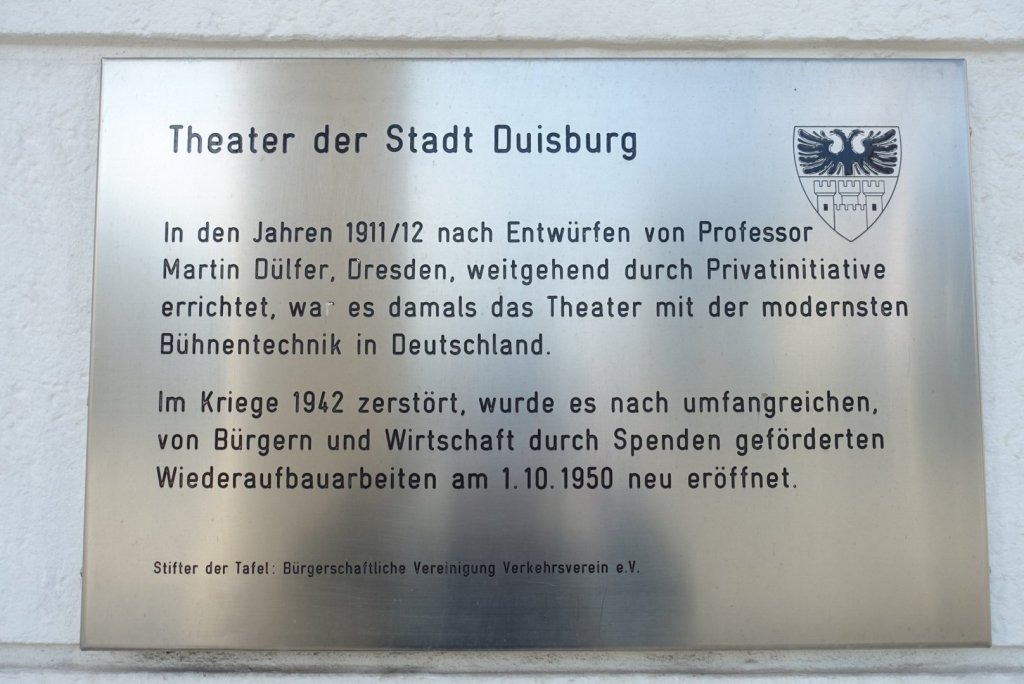 Theater der Stadt Duisburg
In den Jahren 1911/12 nach Entwürfen von Professor
Martin Dülfer, Dresden, weitgehend durch Privatinitiative
errichtet, war es damals das Theater mit der modernsten
Bühnentechnik in Deutschland.
Im Kriege 1942 zerstört, wurde es nach umfangreichen,
von Bürgern und Wirtschaft durch Spenden geförderten
Wiederaufbauarbeiten am 1.10.1950 neu eröffnet.
Stifter der Tafel: Bürgerschaftliche Vereinigung Verkehrsverein e.V.